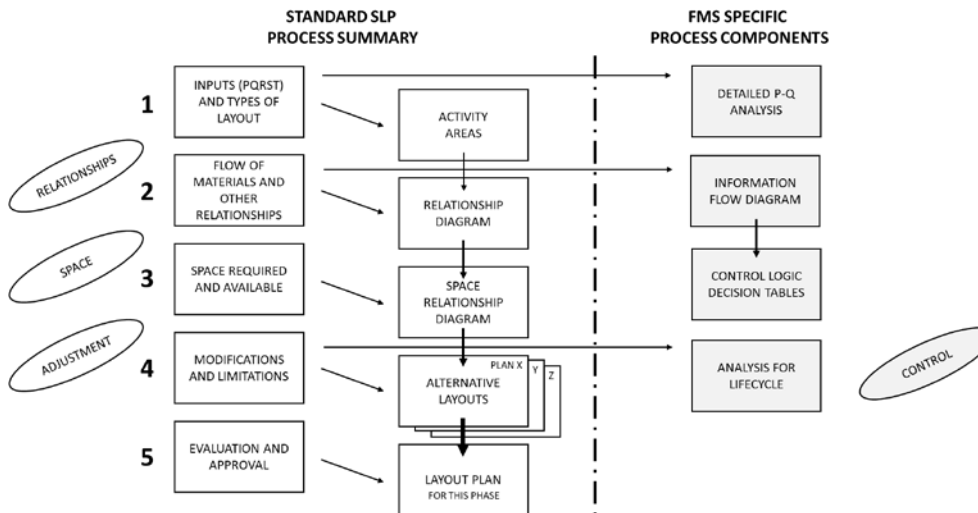 STANDARD SLP
PROCESS SUMMARY
FMS SPECIFIC
PROCESS COMPONENTS
1
INPUTS (PQRST)
AND TYPES OF
LAYOUT
ACTIVITY
AREAS
DETAILED P-Q
ANALYSIS
RELATIONSHIPS
2
FLOW OF
MATERIALS AND
OTHER
RELATIONSHIPS
RELATIONSHIP
DIAGRAM
INFORMATION
FLOW DIAGRAM
SPACE
3
SPACE REQUIRED
AND AVAILABLE
SPACE
RELATIONSHIP
DIAGRAM
CONTROL LOGIC
DECISION TABLES
ADJUSTMENT
4
MODIFICATIONS
AND LIMITATIONS
PLAN X
Y
Z
ALTERNATIVE
LAYOUTS
ANALYSIS FOR
LIFECYCLE
CONTROL
5
EVALUATION AND
APPROVAL
LAYOUT PLAN
FOR THIS PHASE